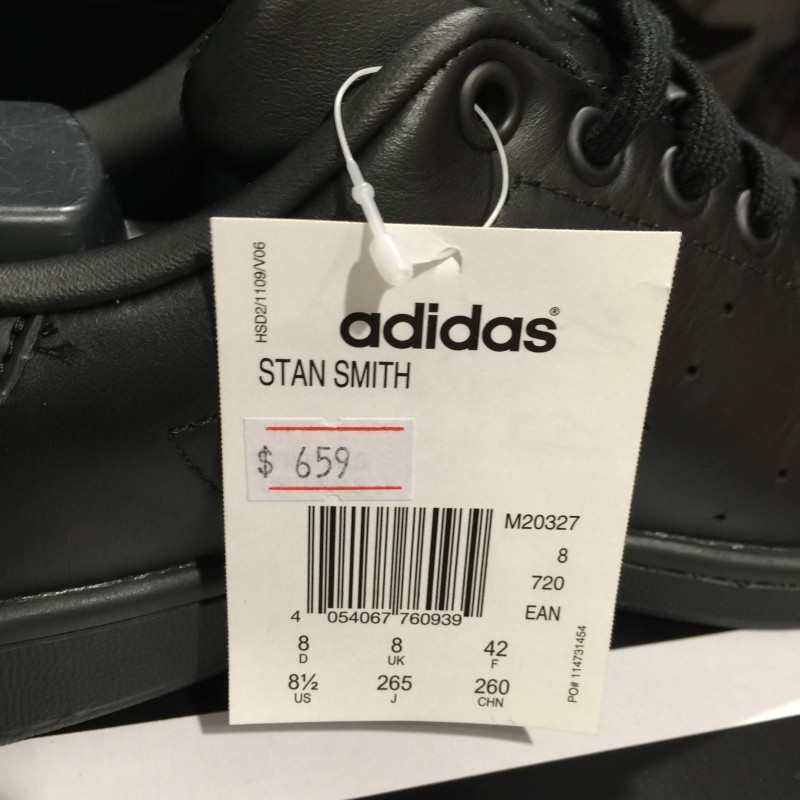 HSD2/1109/V06
adidas®
STAN SMITH
$ 659
M20327
8
720
EAN
4 054067 760939
8 8 42
D UK F
8½ 265 260
US J CHN
PO# 114731454